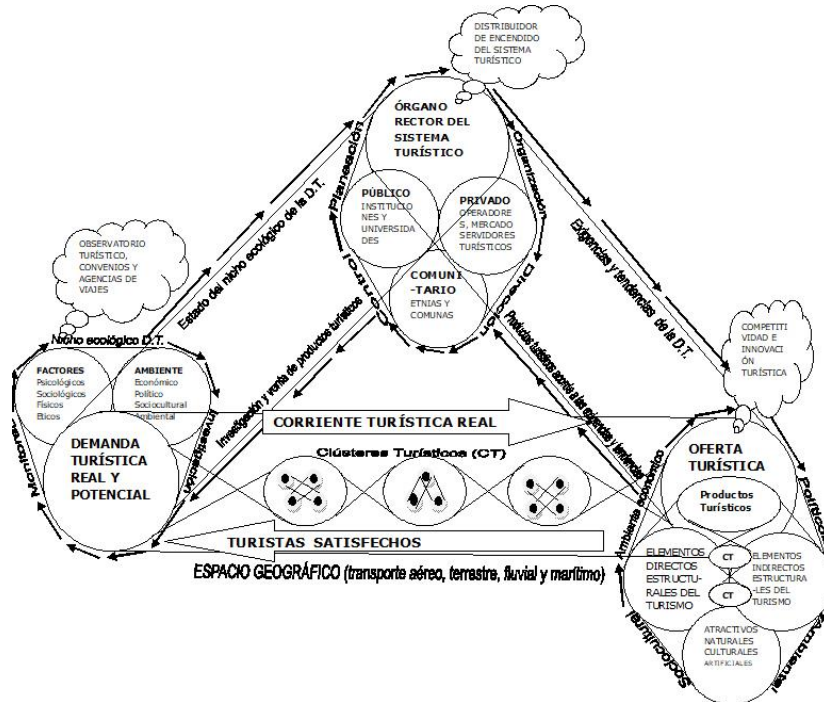 DISTRIBUIDOR
DE ENCENDIDO
DEL SISTEMA
TURÍSTICO
ÓRGANO
RECTOR DEL
SISTEMA
TURÍSTICO
Planeación
Organización
Dirección
Control
PÚBLICO
INSTITUCIO
NES Y
UNIVERSIDA
DES
PRIVADO
OPERADORE
S, MERCADO
SERVIDORES
TURÍSTICOS
COMUNI
-TARIO
ETNIAS Y
COMUNAS
Estado del nicho ecológico de la D.T.
Exigencias y tendencias de la D.T.
Investigación y venta de productos turísticos
Productos turísticos acorde a las exigencias y tendencias
OBSERVATORIO
TURÍSTICO,
CONVENIOS Y
AGENCIAS DE
VIAJES
Nicho ecológico D.T.
Investigación
Monitoreo
FACTORES
Psicológicos
Sociológicos
Físicos
Éticos
AMBIENTE
Económico
Político
Sociocultural
Ambiental
DEMANDA
TURÍSTICA
REAL Y
POTENCIAL
CORRIENTE TURÍSTICA REAL
Clústeres Turísticos (CT)
TURISTAS SATISFECHOS
ESPACIO GEOGRÁFICO (transporte aéreo, terrestre, fluvial y marítimo)
COMPETITI
VIDAD E
INNOVACI
ÓN
TURÍSTICA
Ambiente económico
Político
Ambiental
Sociocultural
OFERTA
TURÍSTICA
Productos
Turísticos
ELEMENTOS
DIRECTOS
ESTRUCTU-
RALES DEL
TURISMO
CT
CT
ELEMENTOS
INDIRECTOS
ESTRUCTURA
-LES DEL
TURISMO
ATRACTIVOS
NATURALES
CULTURALES
ARTIFICIALES